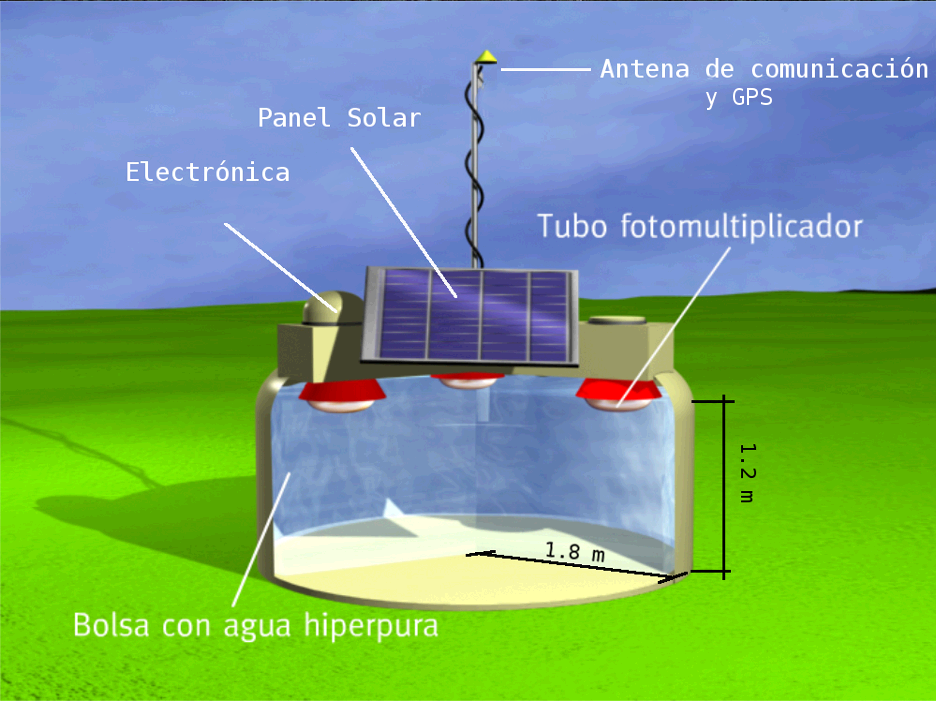 Antena de comunicación
y GPS
Panel Solar
Electrónica
Tubo fotomultiplicador
1.2 m
1.8 m
Bolsa con agua hiperpura